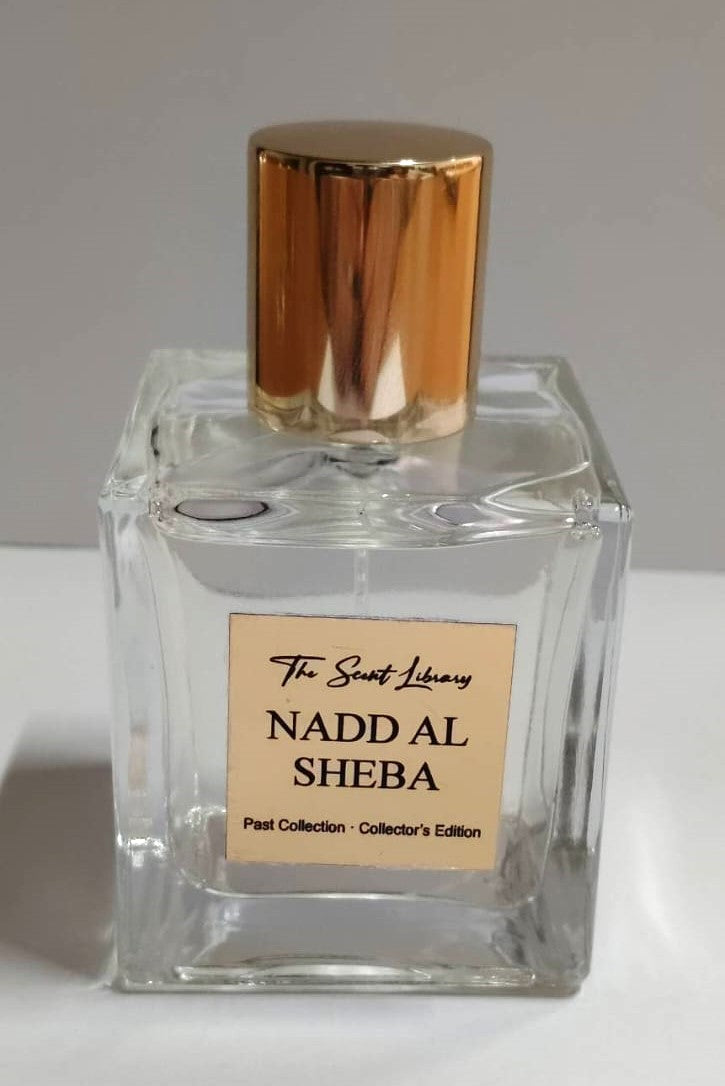 The Scent Library
NADD AL
SHEBA
Past Collection · Collector's Edition